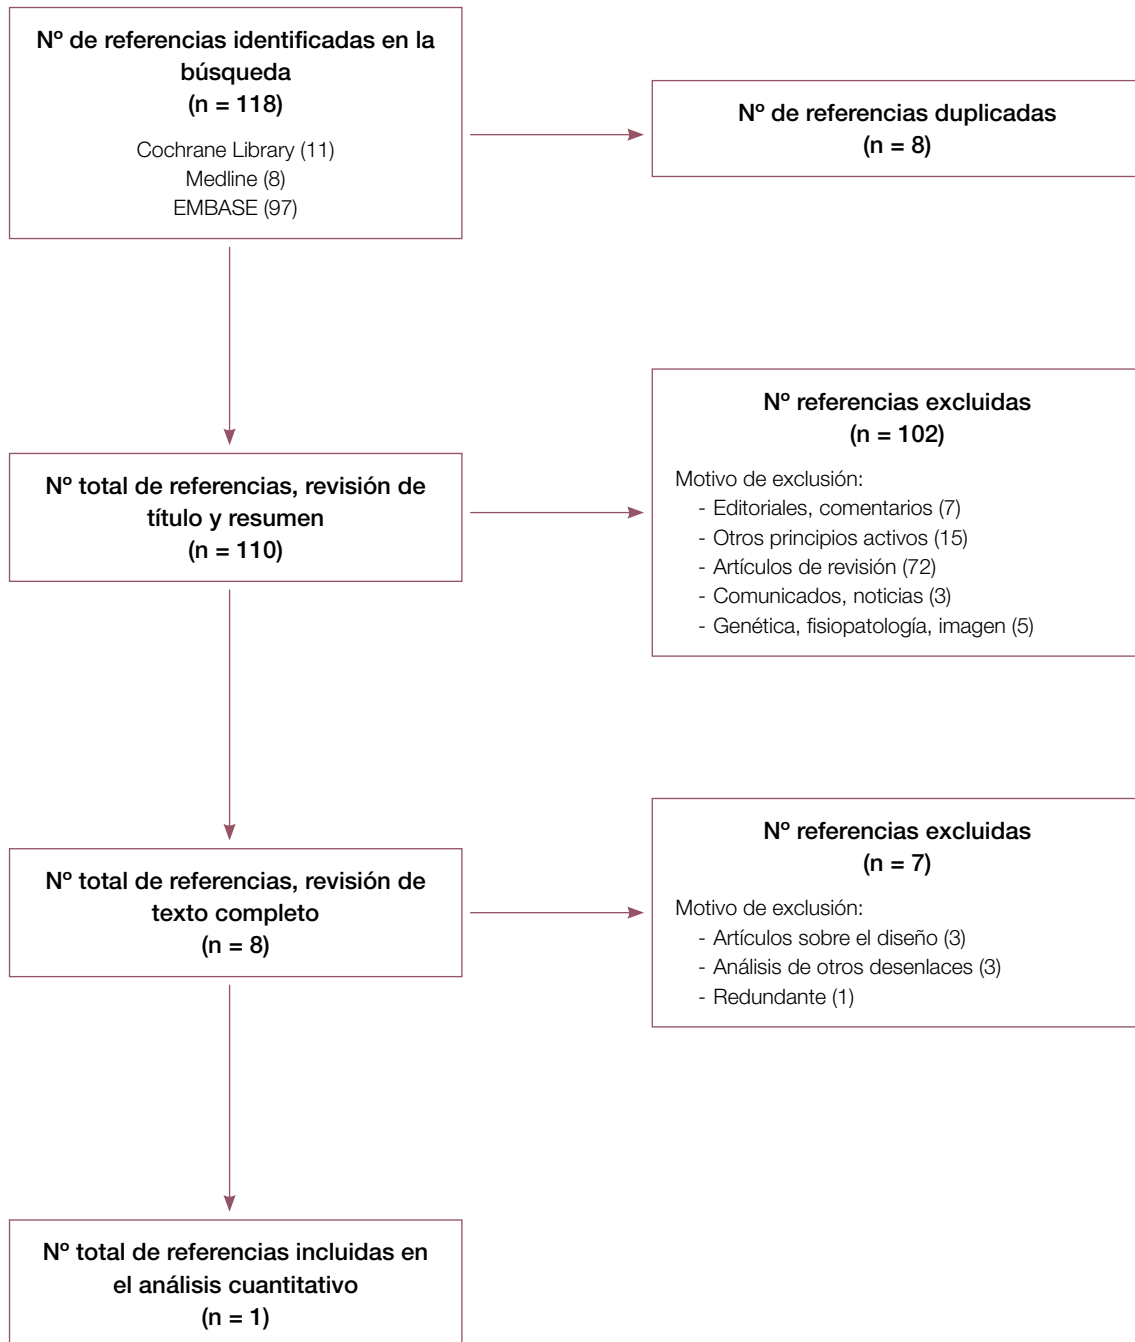 Nº de referencias identificadas en la
búsqueda
(n = 118)
Cochrane Library (11)
Medline (8)
EMBASE (97)
Nº de referencias duplicadas
(n = 8)
Nº total de referencias, revisión de
título y resumen
(n = 110)
Nº referencias excluidas
(n = 102)
Motivo de exclusión:
- Editoriales, comentarios (7)
- Otros principios activos (15)
- Artículos de revisión (72)
- Comunicados, noticias (3)
- Genética, fisiopatología, imagen (5)
Nº total de referencias, revisión de
texto completo
(n = 8)
Nº referencias excluidas
(n = 7)
Motivo de exclusión:
- Artículos sobre el diseño (3)
- Análisis de otros desenlaces (3)
- Redundante (1)
Nº total de referencias incluidas en
el análisis cuantitativo
(n = 1)